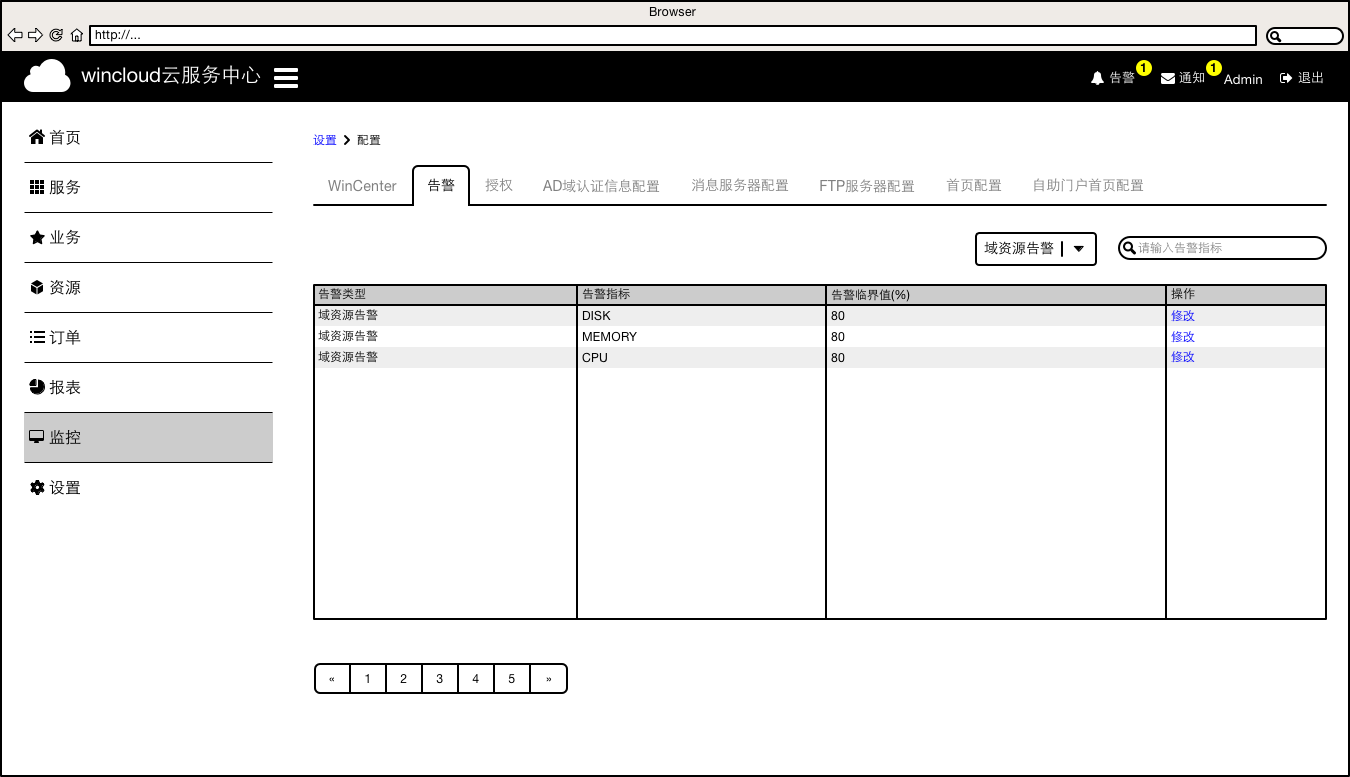 Browser
http://...
wincloud云服务中心
告警 1 通知 1 Admin 退出
首页
服务
业务
资源
订单
报表
监控
设置
设置 配置
WinCenter 告警 授权 AD域认证信息配置 消息服务器配置 FTP服务器配置 首页配置 自助门户首页配置
域资源告警 请输入告警指标
告警类型 告警指标 告警临界值(%) 操作
域资源告警 DISK 80 修改
域资源告警 MEMORY 80 修改
域资源告警 CPU 80 修改
« 1 2 3 4 5 »